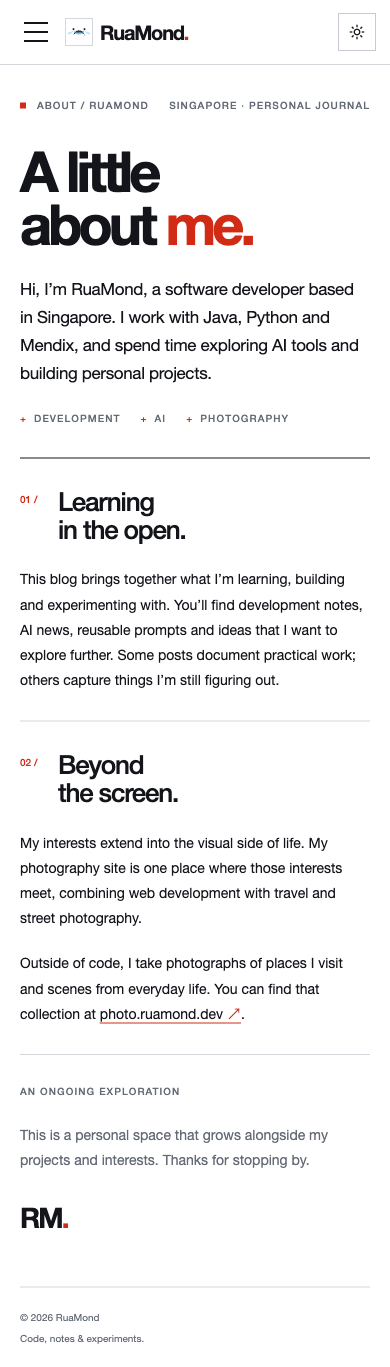 RuaMond.
ABOUT / RUAMOND SINGAPORE · PERSONAL JOURNAL
A little
about me.
Hi, I’m RuaMond, a software developer based
in Singapore. I work with Java, Python and
Mendix, and spend time exploring AI tools and
building personal projects.
+ DEVELOPMENT + AI + PHOTOGRAPHY
01 / Learning
in the open.
This blog brings together what I’m learning, building
and experimenting with. You’ll find development notes,
AI news, reusable prompts and ideas that I want to
explore further. Some posts document practical work;
others capture things I’m still figuring out.
02 / Beyond
the screen.
My interests extend into the visual side of life. My
photography site is one place where those interests
meet, combining web development with travel and
street photography.
Outside of code, I take photographs of places I visit
and scenes from everyday life. You can find that
collection at photo.ruamond.dev ↗.
AN ONGOING EXPLORATION
This is a personal space that grows alongside my
projects and interests. Thanks for stopping by.
RM.
© 2026 RuaMond
Code, notes & experiments.